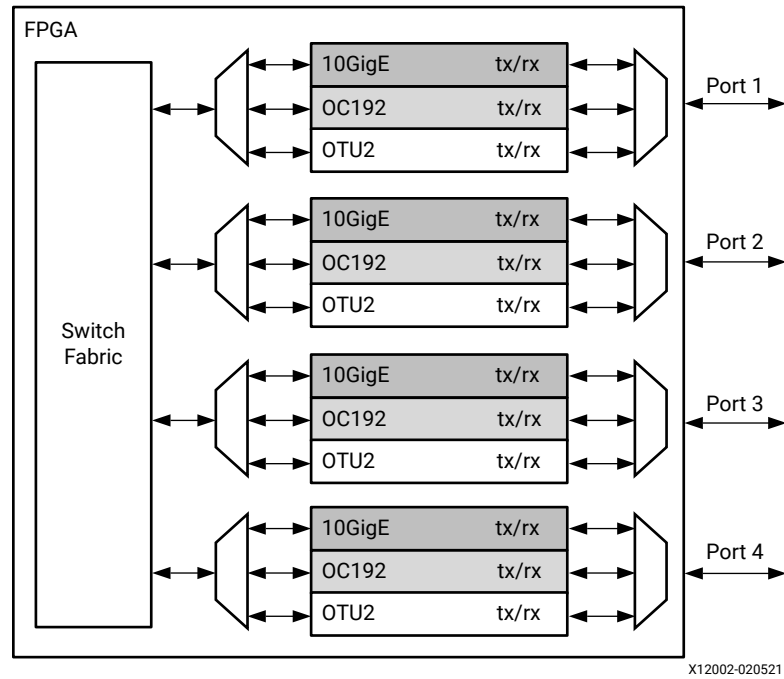 FPGA
10GigE tx/rx
OC192 tx/rx
OTU2 tx/rx
Port 1
10GigE tx/rx
OC192 tx/rx
OTU2 tx/rx
Port 2
Switch
Fabric
10GigE tx/rx
OC192 tx/rx
OTU2 tx/rx
Port 3
10GigE tx/rx
OC192 tx/rx
OTU2 tx/rx
Port 4
X12002-020521